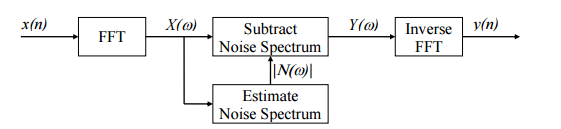 x(n)
FFT
X(ω)
Subtract
Noise Spectrum
Y(ω)
Inverse
FFT
y(n)
|N(ω)|
Estimate
Noise Spectrum